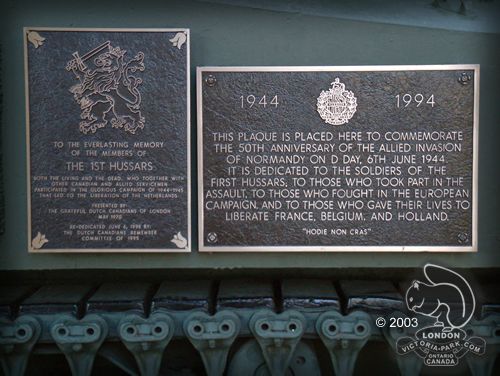 TO THE EVERLASTING MEMORY
OF THE MEMBERS OF
THE 1ST HUSSARS
BOTH THE LIVING AND THE DEAD, WHO TOGETHER WITH
OTHER CANADIAN AND ALLIED SERVICEMEN
PARTICIPATED IN THE GLORIOUS CAMPAIGN OF 1944-1945
THAT LED TO THE LIBERATION OF THE NETHERLANDS
PRESENTED BY:
THE GRATEFUL DUTCH CANADIANS OF LONDON
MAY 1970
RE-DEDICATED JUNE 6, 1998 BY:
THE DUTCH CANADIANS REMEMBER
COMMITTEE OF 1995
1944 1994
THIS PLAQUE IS PLACED HERE TO COMMEMORATE
THE 50TH ANNIVERSARY OF THE ALLIED INVASION
OF NORMANDY ON D DAY, 6TH JUNE 1944.
IT IS DEDICATED TO THE SOLDIERS OF THE
FIRST HUSSARS; TO THOSE WHO TOOK PART IN THE
ASSAULT, TO THOSE WHO FOUGHT IN THE EUROPEAN
CAMPAIGN, AND TO THOSE WHO GAVE THEIR LIVES TO
LIBERATE FRANCE, BELGIUM, AND HOLLAND.
"HODIE NON CRAS"
© 2003
LONDON
VICTORIA-PARK.COM
ONTARIO
CANADA